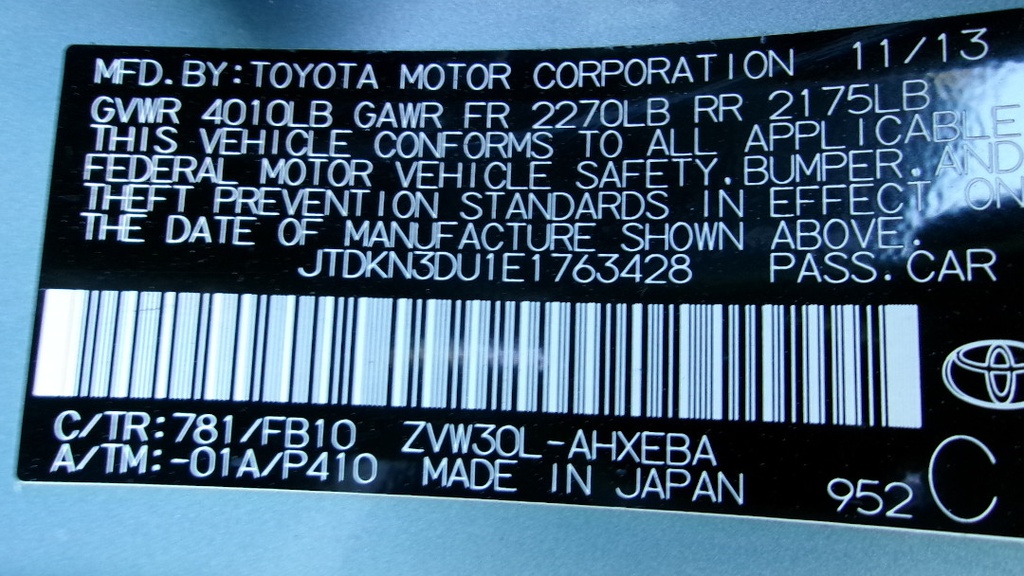 MFD. BY: TOYOTA MOTOR CORPORATION 11/13
GVWR 4010LB GAWR FR 2270LB RR 2175LB
THIS VEHICLE CONFORMS TO ALL APPLICABLE
FEDERAL MOTOR VEHICLE SAFETY. BUMPER. AND
THEFT PREVENTION STANDARDS IN EFFECT ON
THE DATE OF MANUFACTURE SHOWN ABOVE.
JTDKN3DU1E1763428 PASS. CAR
C/TR: 781/FB10 ZVW30L-AHXEBA
A/TM: -01A/P410 MADE IN JAPAN 952 C